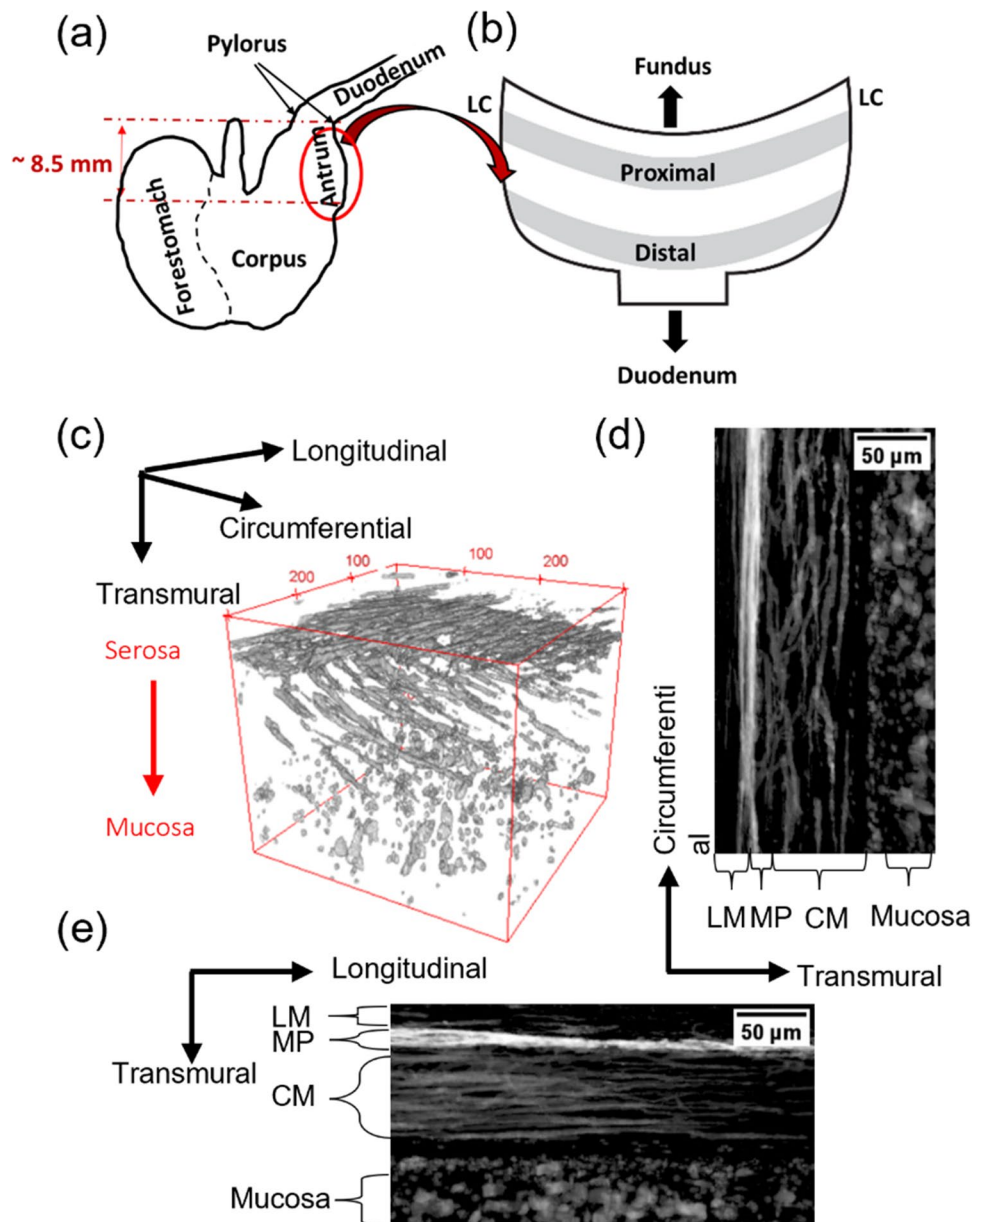 (a)
Pylorus
Duodenum
~ 8.5 mm
Antrum
Forestomach
Corpus
(b)
Fundus
LC
LC
Proximal
Distal
Duodenum
(c)
Longitudinal
Circumferential
Transmural
100
200
100
200
Serosa
Mucosa
(d)
50 µm
Circumferenti
al
LM MP CM Mucosa
Transmural
(e)
Longitudinal
Transmural
LM
MP
CM
Mucosa
50 µm